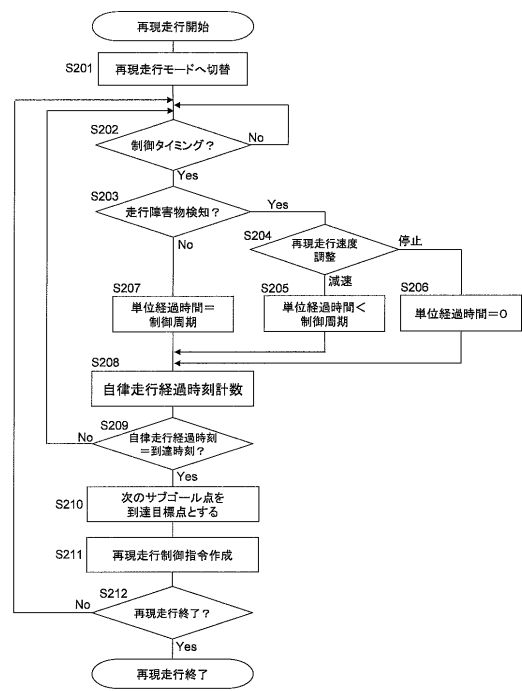 再現走行開始
S201
再現走行モードへ切替
S202
制御タイミング？
No
Yes
S203
走行障害物検知？
Yes
No
S204
再現走行速度
調整
停止
減速
S207
単位経過時間＝
制御周期
S205
単位経過時間＜
制御周期
S206
単位経過時間＝0
S208
自律走行経過時刻計数
S209
自律走行経過時刻
＝到達時刻？
No
Yes
S210
次のサブゴール点を
到達目標点とする
S211
再現走行制御指令作成
S212
再現走行終了？
No
Yes
再現走行終了